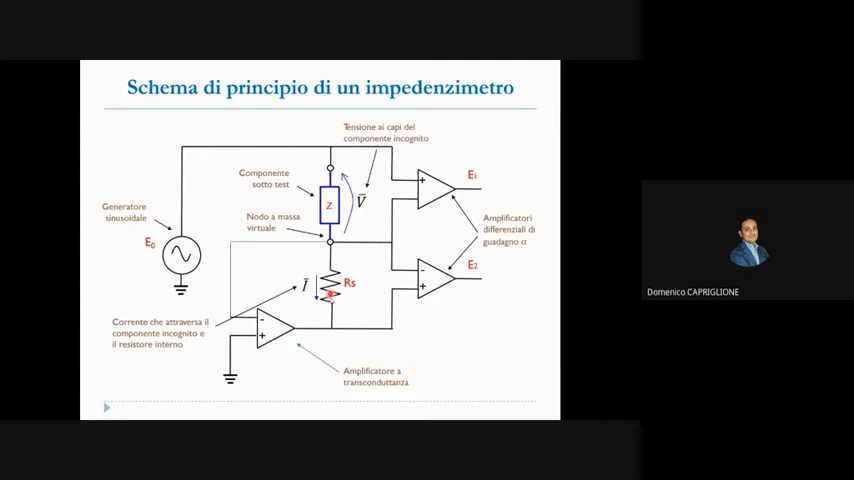 Schema di principio di un impedenzimetro
Tensione ai capi del
componente incognito
Componente
sotto test
Z
V
E1
Generatore
sinusoidale
Nodo a massa
virtuale
Amplificatori
differenziali di
guadagno α
E0
+
-
+
E2
I
Rs
Domenico CAPRIGLIONE
Corrente che attraversa il
componente incognito e
il resistore interno
-
+
Amplificatore a
transconduttanza